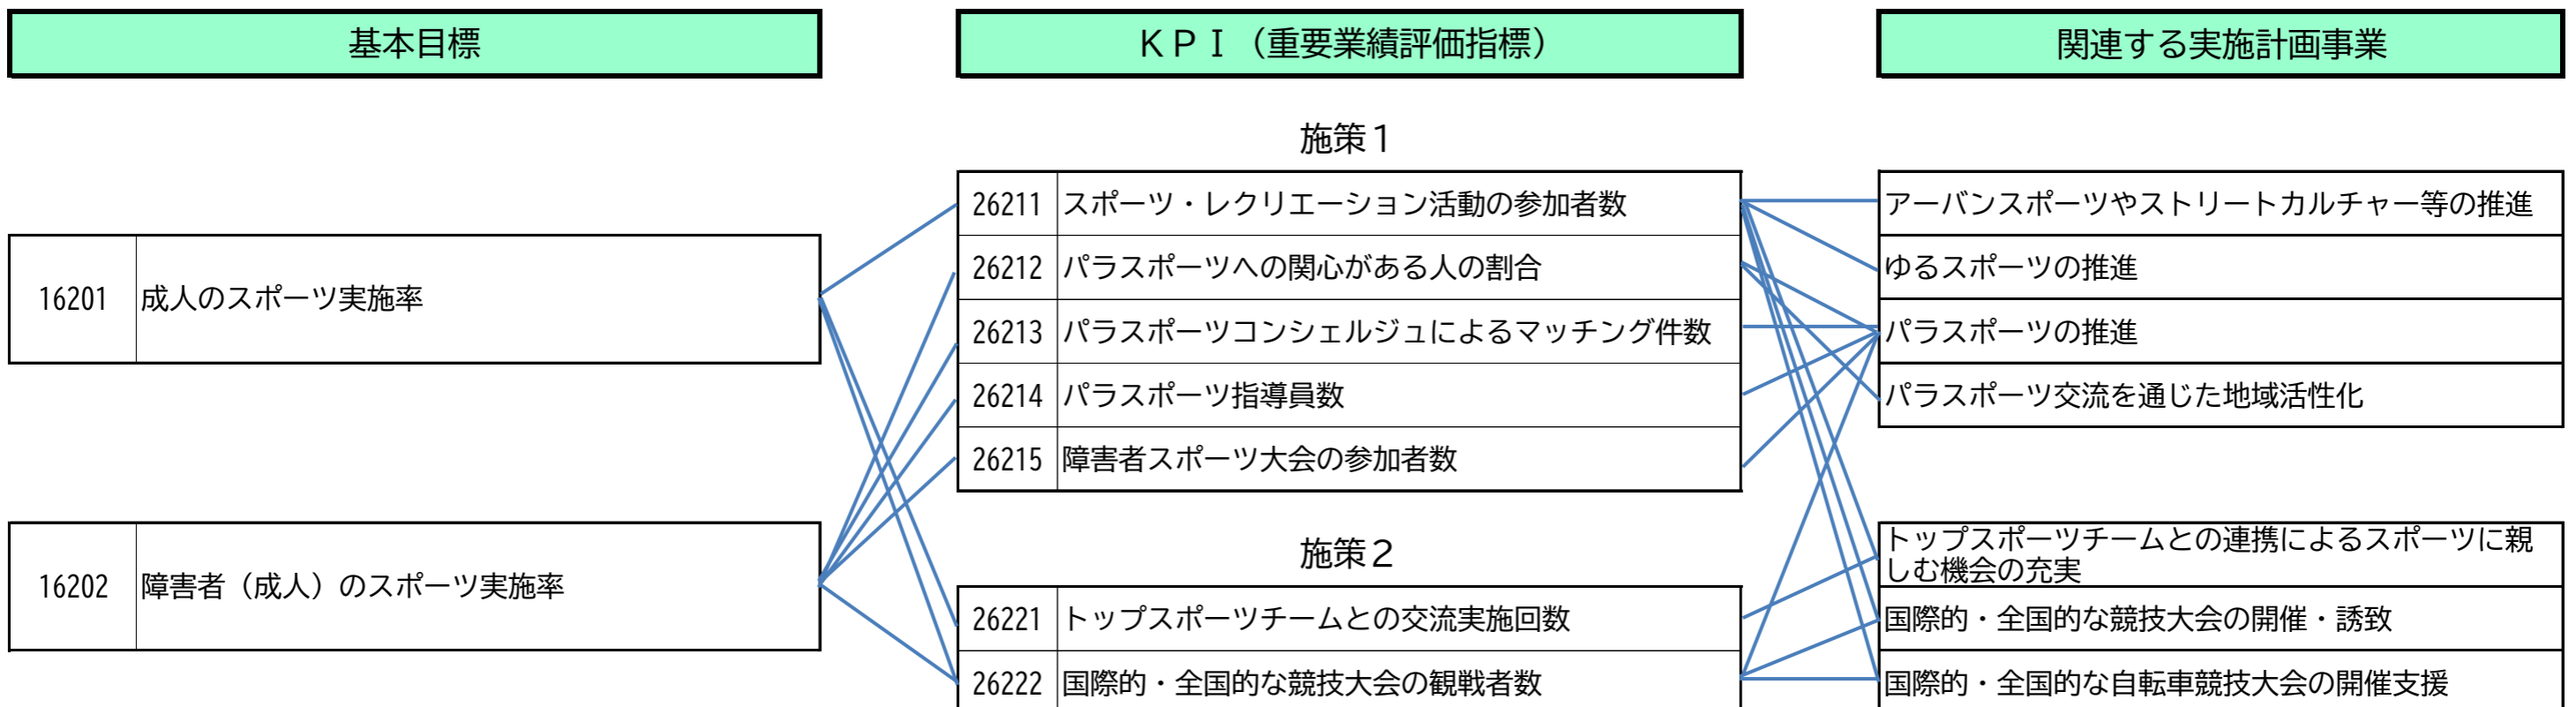 基本目標
ＫＰＩ（重要業績評価指標）
関連する実施計画事業
16201 成人のスポーツ実施率
16202 障害者（成人）のスポーツ実施率
施策１
26211 スポーツ・レクリエーション活動の参加者数
26212 パラスポーツへの関心がある人の割合
26213 パラスポーツコンシェルジュによるマッチング件数
26214 パラスポーツ指導員数
26215 障害者スポーツ大会の参加者数
施策２
26221 トップスポーツチームとの交流実施回数
26222 国際的・全国的な競技大会の観戦者数
アーバンスポーツやストリートカルチャー等の推進
ゆるスポーツの推進
パラスポーツの推進
パラスポーツ交流を通じた地域活性化
トップスポーツチームとの連携によるスポーツに親
しむ機会の充実
国際的・全国的な競技大会の開催・誘致
国際的・全国的な自転車競技大会の開催支援